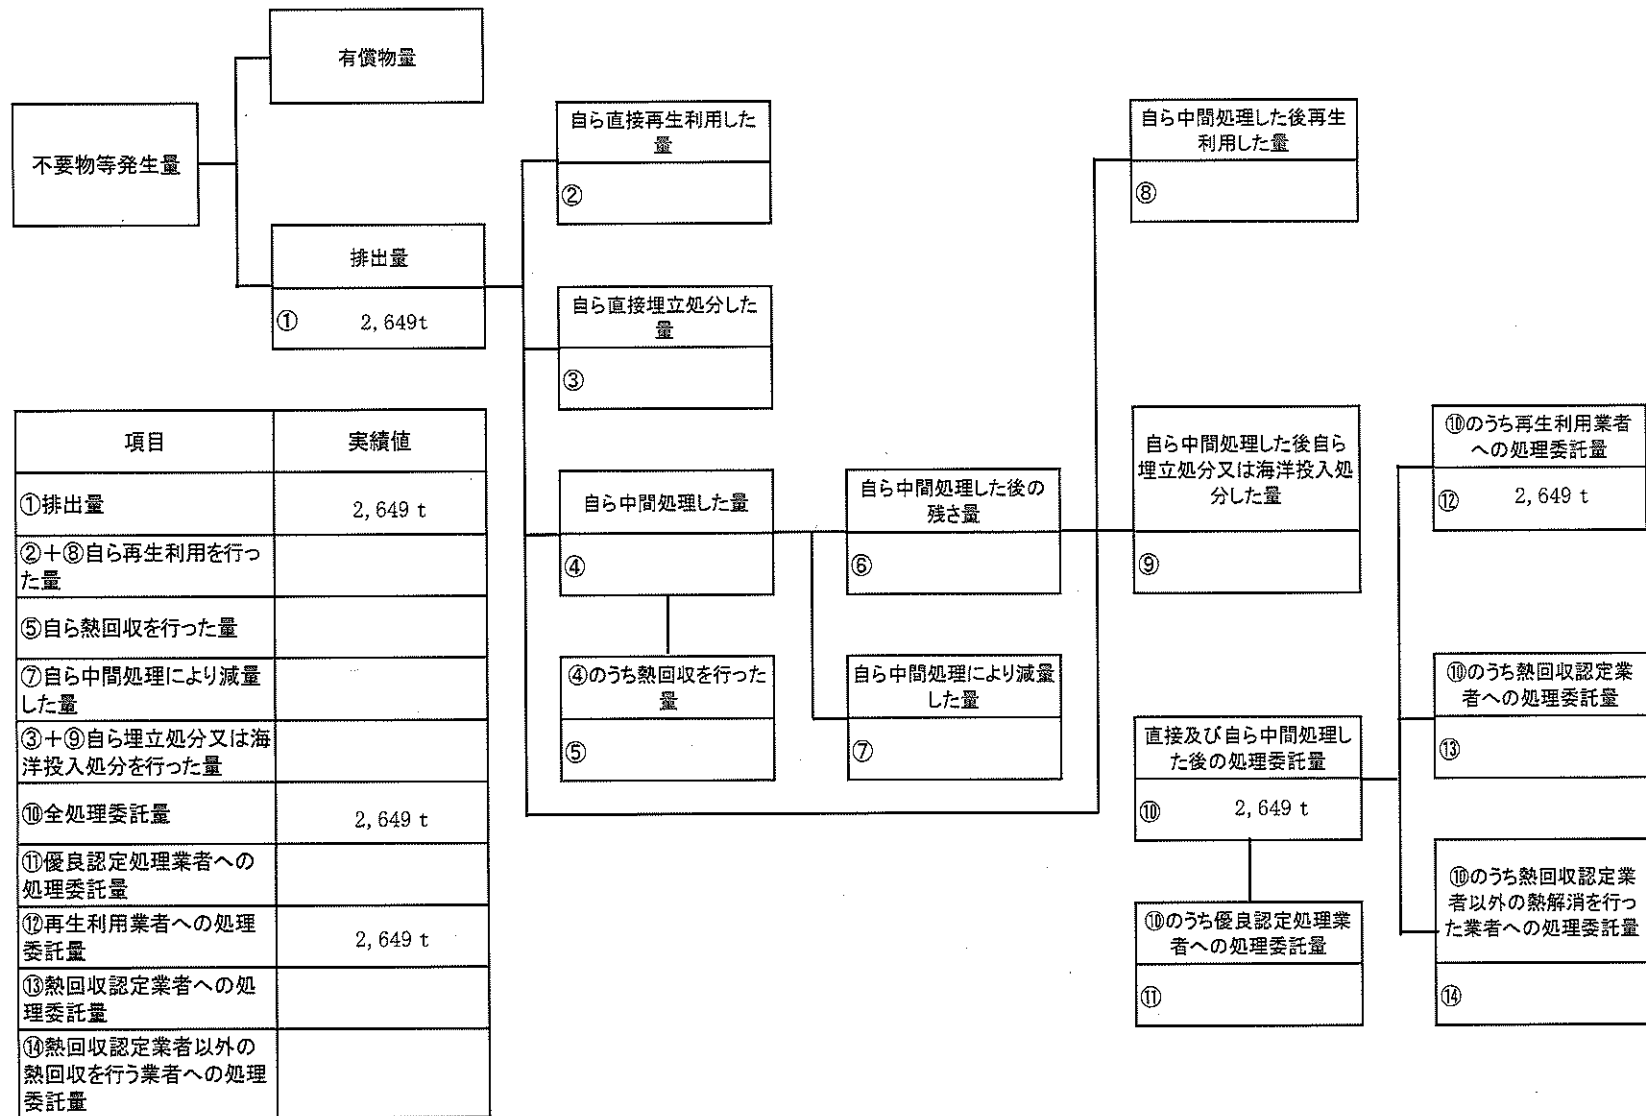 有償物量
不要物等発生量
排出量
① 2,649t
自ら直接再生利用した
量
②
自ら直接埋立処分した
量
③
自ら中間処理した量
④
④のうち熱回収を行った
量
⑤
自ら中間処理した後の
残さ量
⑥
自ら中間処理により減量
した量
⑦
自ら中間処理した後再生
利用した量
⑧
自ら中間処理した後自ら
埋立処分又は海洋投入処
分した量
⑨
直接及び自ら中間処理し
た後の処理委託量
⑩ 2,649 t
⑩のうち優良認定処理業
者への処理委託量
⑪
⑩のうち再生利用業者
への処理委託量
⑫ 2,649 t
⑩のうち熱回収認定業
者への処理委託量
⑬
⑩のうち熱回収認定業
者以外の熱解消を行っ
た業者への処理委託量
⑭
項目 実績値
①排出量 2,649 t
②+⑧自ら再生利用を行っ
た量
⑤自ら熱回収を行った量
⑦自ら中間処理により減量
した量
③+⑨自ら埋立処分又は海
洋投入処分を行った量
⑩全処理委託量 2,649 t
⑪優良認定処理業者への
処理委託量
⑫再生利用業者への処理
委託量 2,649 t
⑬熱回収認定業者への処
理委託量
⑭熱回収認定業者以外の
熱回収を行う業者への処理
委託量